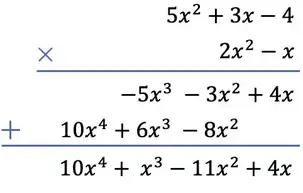 5x² + 3x − 4
× 2x² − x
−5x³ − 3x² + 4x
+ 10x⁴ + 6x³ − 8x²
10x⁴ + x³ − 11x² + 4x